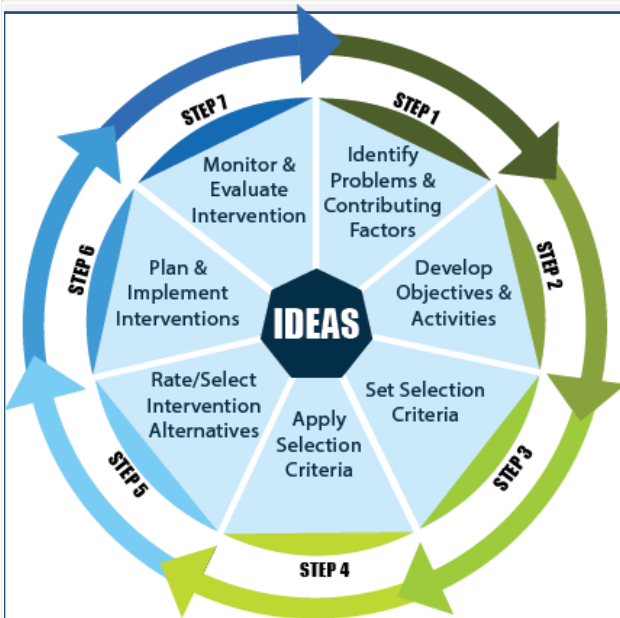 STEP 1
Identify
Problems &
Contributing
Factors
STEP 2
Develop
Objectives &
Activities
STEP 3
Set Selection
Criteria
STEP 4
Apply
Selection
Criteria
STEP 5
Rate/Select
Intervention
Alternatives
STEP 6
Plan &
Implement
Interventions
STEP 7
Monitor &
Evaluate
Intervention
IDEAS